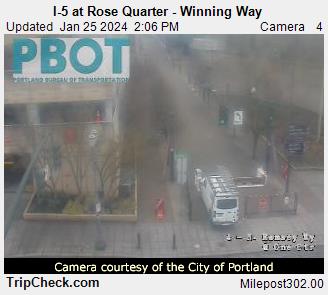 I-5 at Rose Quarter - Winning Way
Updated Jan 25 2024 2:06 PM Camera 4
PBOT
PORTLAND BUREAU OF TRANSPORTATION
N
Camera courtesy of the City of Portland
TripCheck.com Milepost302.00